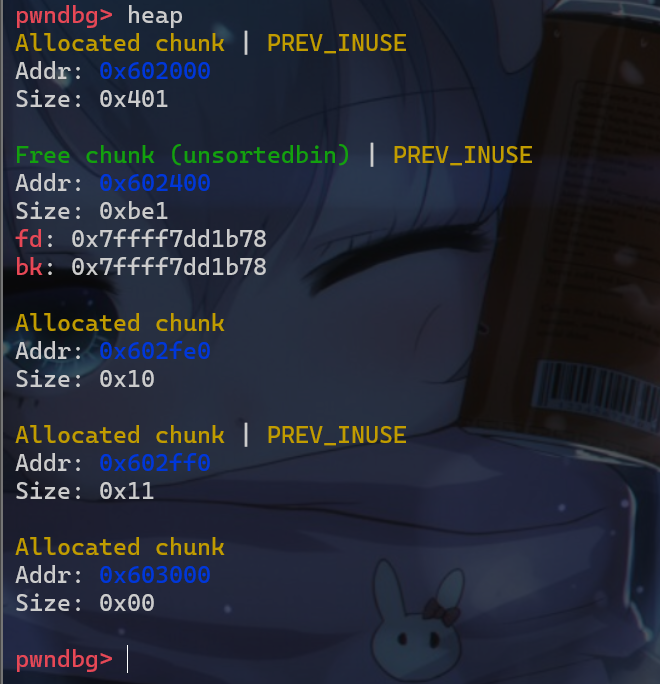 pwndbg> heap
Allocated chunk | PREV_INUSE
Addr: 0x602000
Size: 0x401
Free chunk (unsortedbin) | PREV_INUSE
Addr: 0x602400
Size: 0xbe1
fd: 0x7ffff7dd1b78
bk: 0x7ffff7dd1b78
Allocated chunk
Addr: 0x602fe0
Size: 0x10
Allocated chunk | PREV_INUSE
Addr: 0x602ff0
Size: 0x11
Allocated chunk
Addr: 0x603000
Size: 0x00
pwndbg>